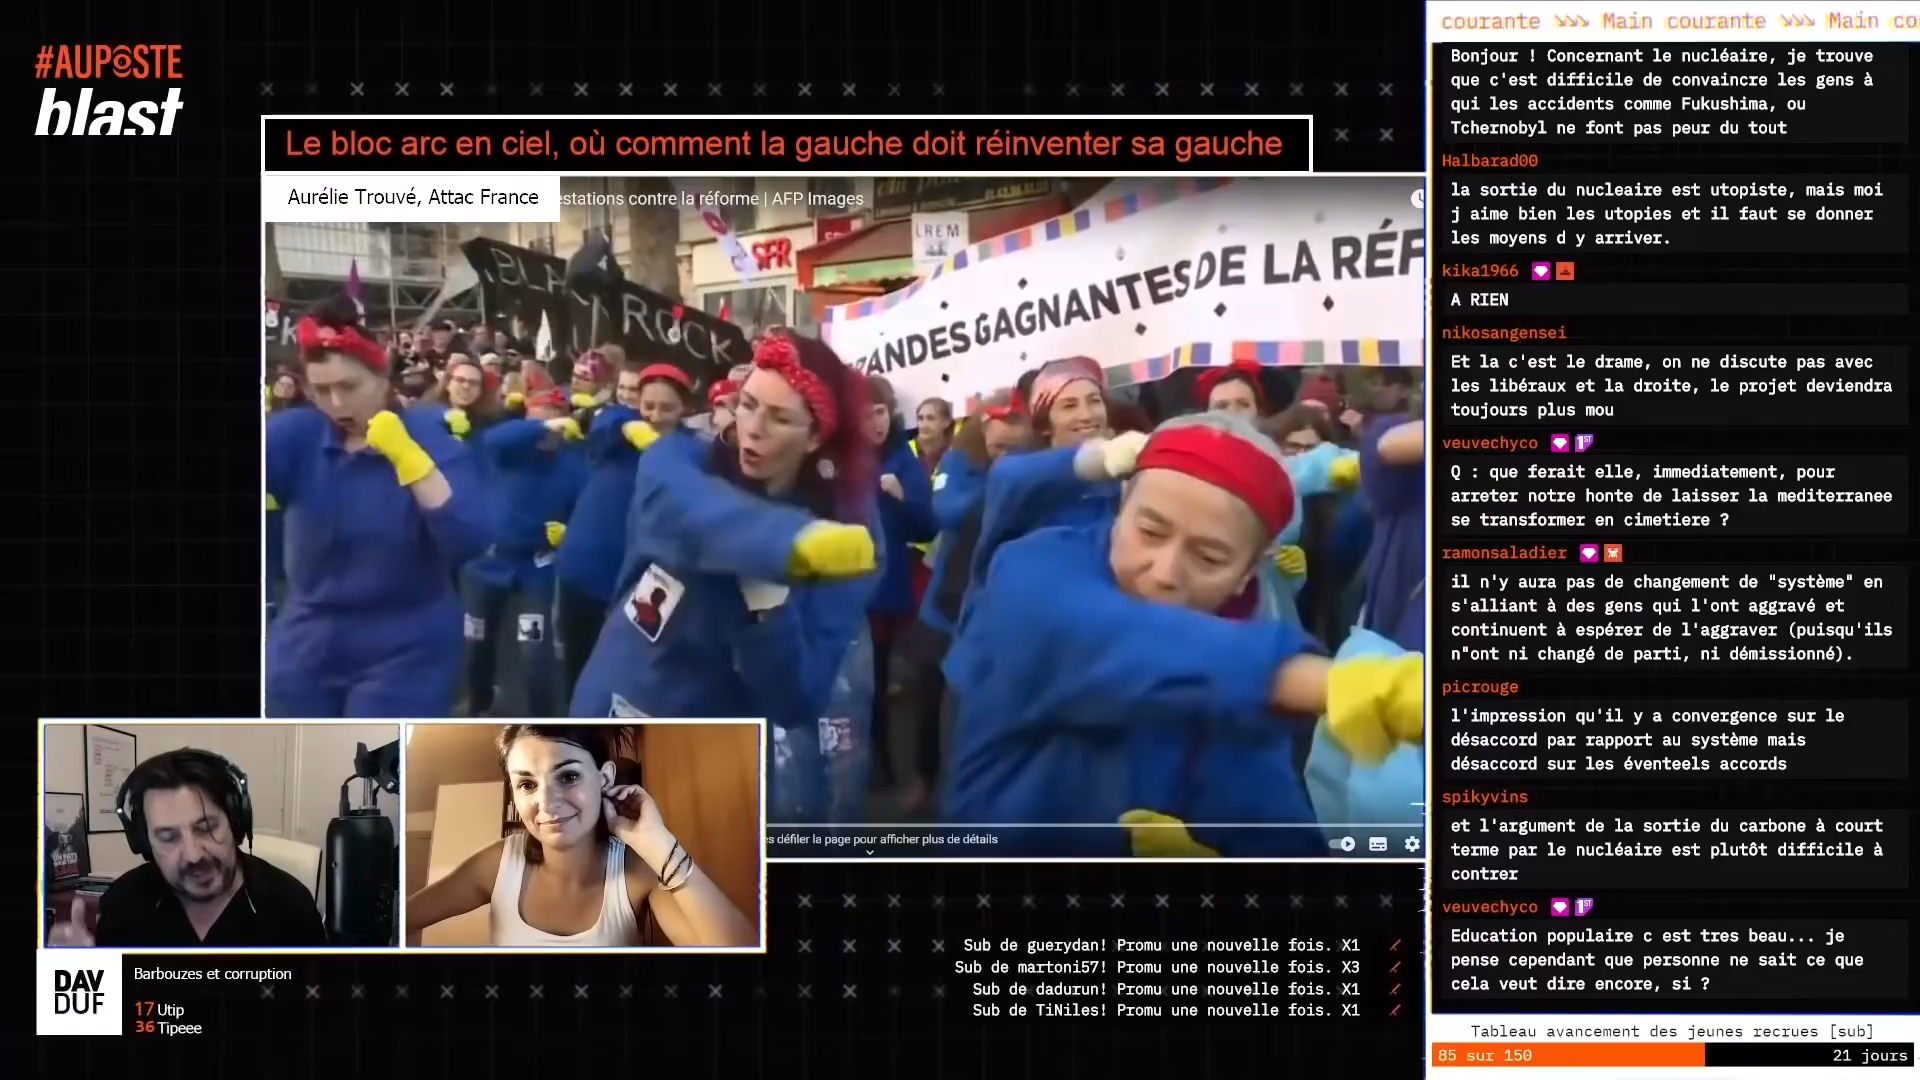 #AUPOSTE
blast
Le bloc arc en ciel, où comment la gauche doit réinventer sa gauche
Aurélie Trouvé, Attac France
estations contre la réforme | AFP Images
BLA K ROCK
SFR
LREM
ANDES GAGNANTES DE LA RÉF
s défiler la page pour afficher plus de détails
DAV
DUF
Barbouzes et corruption
17 Utip
36 Tipeee
Sub de guerydan! Promu une nouvelle fois. X1
Sub de martoni57! Promu une nouvelle fois. X3
Sub de dadurun! Promu une nouvelle fois. X1
Sub de TiNiles! Promu une nouvelle fois. X1
courante >>> Main courante >>> Main co
Bonjour ! Concernant le nucléaire, je trouve
que c'est difficile de convaincre les gens à
qui les accidents comme Fukushima, ou
Tchernobyl ne font pas peur du tout
Halbarad00
la sortie du nucleaire est utopiste, mais moi
j aime bien les utopies et il faut se donner
les moyens d y arriver.
kika1966
A RIEN
nikosangensei
Et la c'est le drame, on ne discute pas avec
les libéraux et la droite, le projet deviendra
toujours plus mou
veuvechyco 1ST
Q : que ferait elle, immediatement, pour
arreter notre honte de laisser la mediterranee
se transformer en cimetiere ?
ramonsaladier
il n'y aura pas de changement de "système" en
s'alliant à des gens qui l'ont aggravé et
continuent à espérer de l'aggraver (puisqu'ils
n"ont ni changé de parti, ni démissionné).
picrouge
l'impression qu'il y a convergence sur le
désaccord par rapport au système mais
désaccord sur les éventeels accords
spikyvins
et l'argument de la sortie du carbone à court
terme par le nucléaire est plutôt difficile à
contrer
veuvechyco 1ST
Education populaire c est tres beau... je
pense cependant que personne ne sait ce que
cela veut dire encore, si ?
Tableau avancement des jeunes recrues [sub]
85 sur 150 21 jours